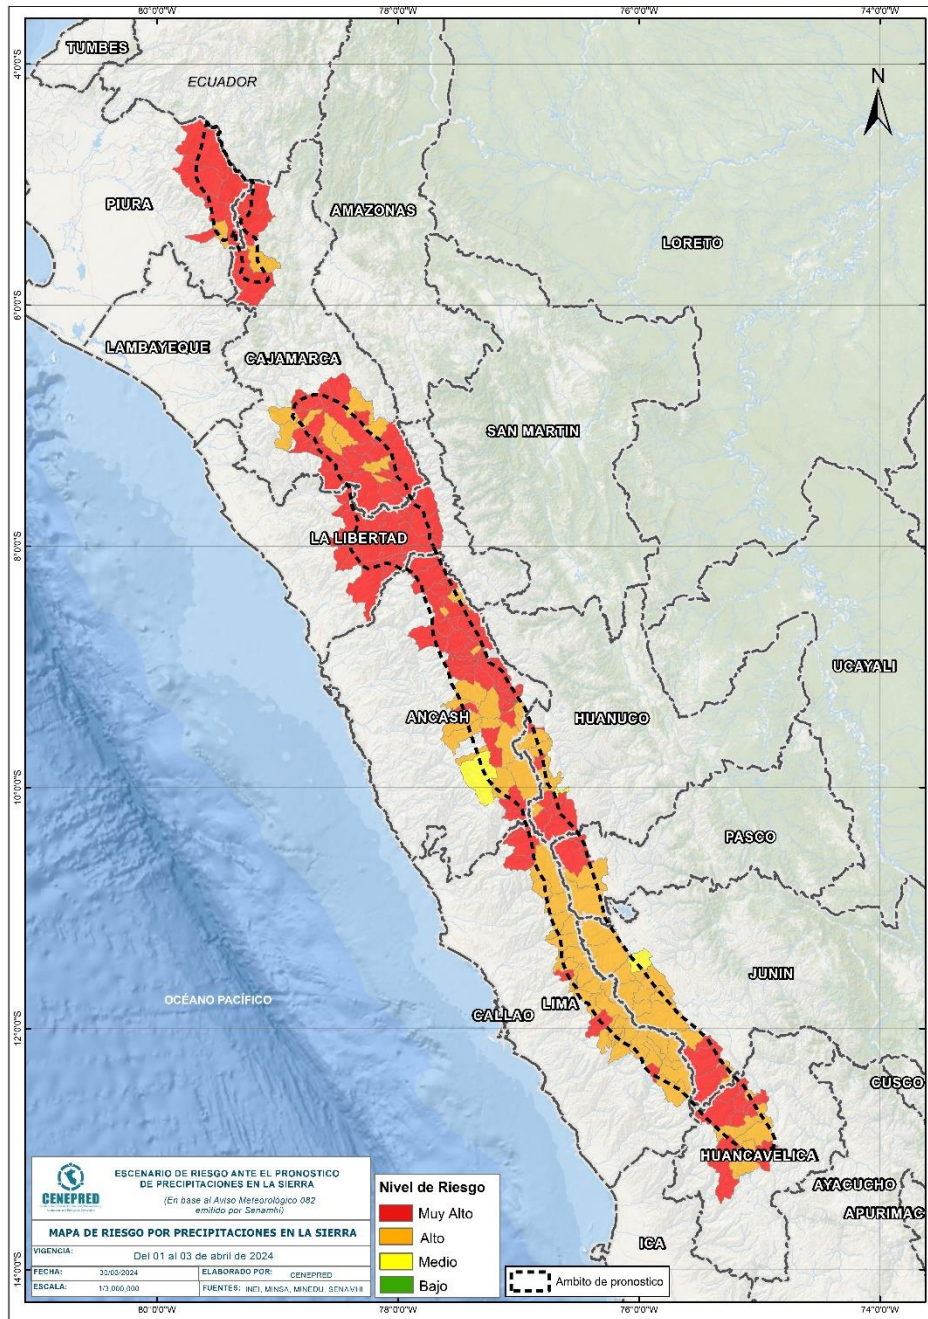 80°0'0"W
78°0'0"W
76°0'0"W
74°0'0"W
TUMBES
4°0'0"S
ECUADOR
N
PIURA
AMAZONAS
LORETO
6°0'0"S
LAMBAYEQUE
CAJAMARCA
SAN MARTIN
LA LIBERTAD
8°0'0"S
UCAYALI
ANCASH
HUANUCO
10°0'0"S
PASCO
JUNIN
OCÉANO PACÍFICO
CALLAO
LIMA
12°0'0"S
CUSCO
HUANCAVELICA
AYACUCHO
APURIMAC
ICA
14°0'0"S
CENEPRED
ESCENARIO DE RIESGO ANTE EL PRONOSTICO
DE PRECIPITACIONES EN LA SIERRA
(En base al Aviso Meteorológico 082
emitido por Senamhi)
MAPA DE RIESGO POR PRECIPITACIONES EN LA SIERRA
VIGENCIA:
Del 01 al 03 de abril de 2024
FECHA: 30/03/2024 ELABORADO POR: CENEPRED
ESCALA: 1/3,000,000 FUENTES: INEI, MINSA, MINEDU, SENAMHI
Nivel de Riesgo
Muy Alto
Alto
Medio
Bajo
Ambito de pronostico
80°0'0"W
78°0'0"W
76°0'0"W
74°0'0"W